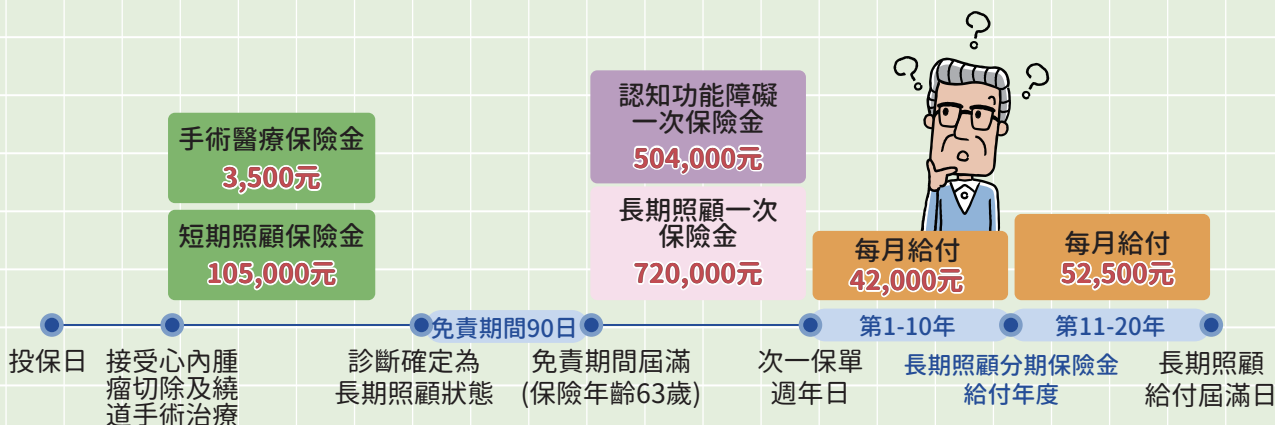 手術醫療保險金
3,500元
短期照顧保險金
105,000元
認知功能障礙
一次保險金
504,000元
長期照顧一次
保險金
720,000元
每月給付
42,000元
每月給付
52,500元
免責期間90日
第1-10年
第11-20年
投保日
接受心內腫
瘤切除及繞
道手術治療
診斷確定為
長期照顧狀態
免責期間屆滿
(保險年齡63歲)
次一保單
週年日
長期照顧分期保險金
給付年度
長期照顧
給付屆滿日